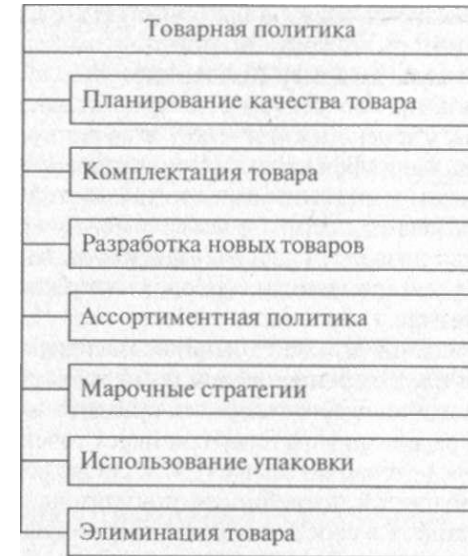 Товарная политика
Планирование качества товара
Комплектация товара
Разработка новых товаров
Ассортиментная политика
Марочные стратегии
Использование упаковки
Элиминация товара